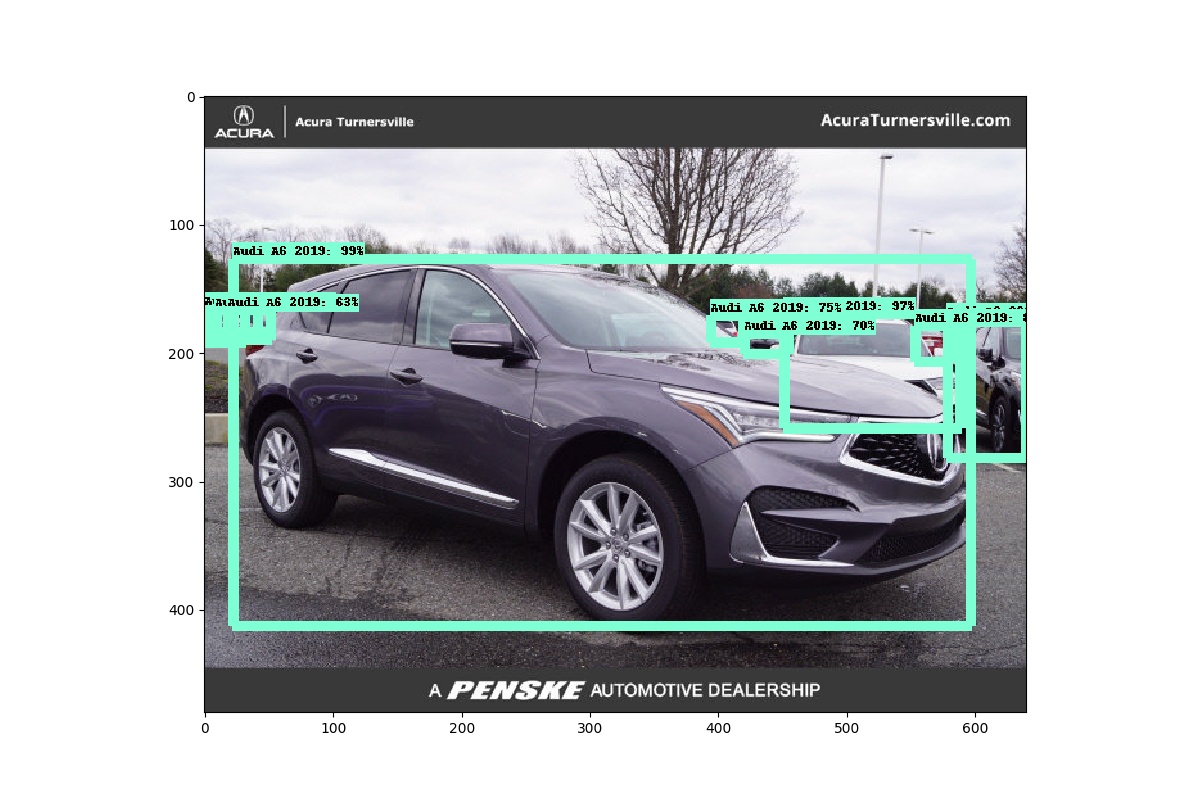 0
ACURA
Acura Turnersville
AcuraTurnersville.com
100
Audi A6 2019: 99%
Audi A6 2019: 63%
Audi A6 2019: 75%
2019: 97%
Audi A6 2019:
Audi A6 2019: 70%
200
300
400
A PENSKE AUTOMOTIVE DEALERSHIP
0
100
200
300
400
500
600